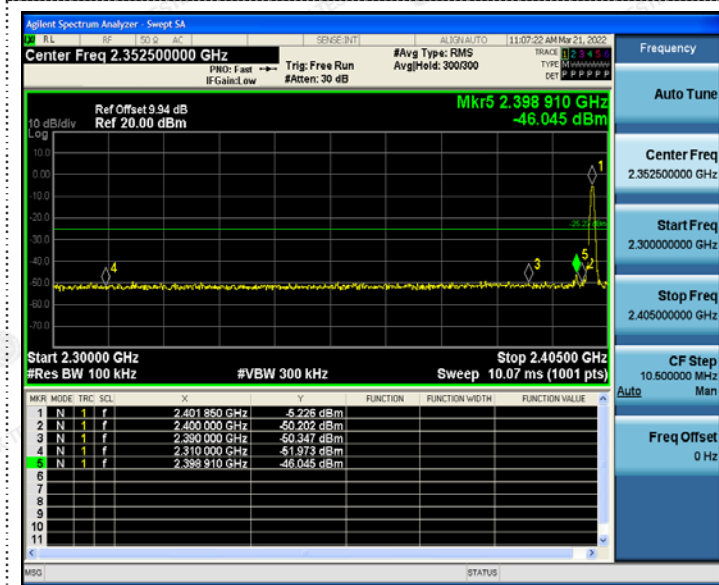 Agilent Spectrum Analyzer - Swept SA
RL RF 50 Ω AC SENSE:INT ALIGN AUTO 11:07:22 AM Mar 21, 2022
Center Freq 2.352500000 GHz
PNO: Fast
IFGain:Low
Trig: Free Run
#Atten: 30 dB
#Avg Type: RMS
Avg|Hold: 300/300
TRACE 1 2 3 4 5 6
TYPE M
DET P P P P P P
Mkr5 2.398 910 GHz
-46.045 dBm
Ref Offset 9.94 dB
Ref 20.00 dBm
10 dB/div
Log
10.0
0.00
-10.0
-20.0
-30.0
-40.0
-50.0
-60.0
-70.0
1
4
3
5
2
Start 2.30000 GHz
Stop 2.40500 GHz
#Res BW 100 kHz
#VBW 300 kHz
Sweep 10.07 ms (1001 pts)
MKR MODE TRC SCL X Y FUNCTION FUNCTION WIDTH FUNCTION VALUE
1 N 1 f 2.401 850 GHz -5.226 dBm
2 N 1 f 2.400 000 GHz -50.202 dBm
3 N 1 f 2.390 000 GHz -50.347 dBm
4 N 1 f 2.310 000 GHz -51.973 dBm
5 N 1 f 2.398 910 GHz -46.045 dBm
6
7
8
9
10
11
MSG
STATUS
Frequency
Auto Tune
Center Freq
2.352500000 GHz
Start Freq
2.300000000 GHz
Stop Freq
2.405000000 GHz
CF Step
10.500000 MHz
Auto Man
Freq Offset
0 Hz